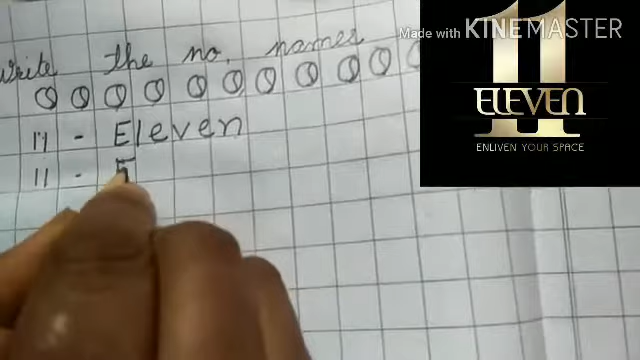 Write the no. names
11 - Eleven
11 -
Made with KINEMASTER
11
ELEVEN
ENLIVEN YOUR SPACE